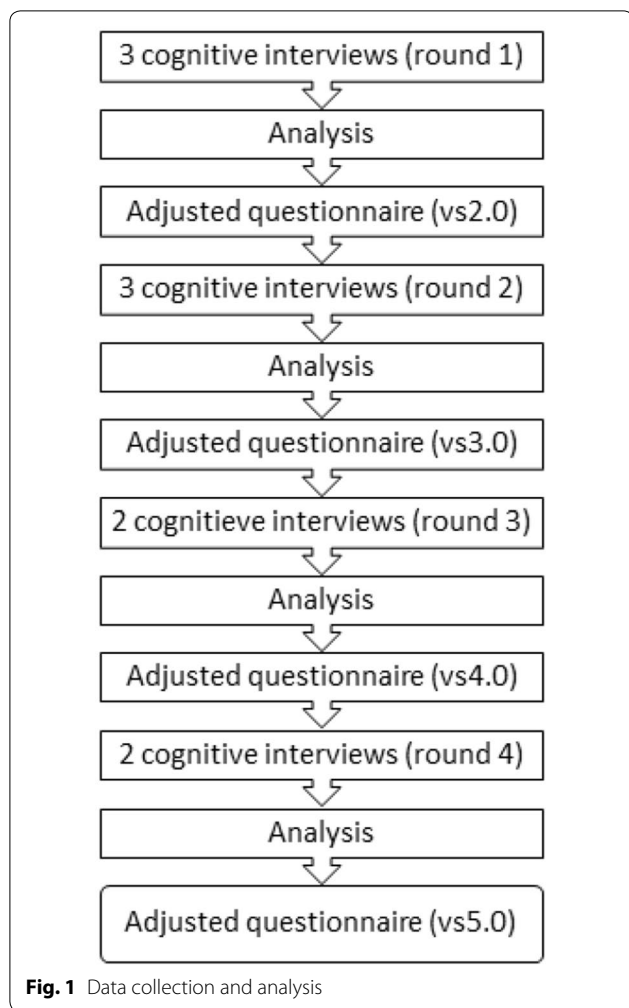 3 cognitive interviews (round 1)
Analysis
Adjusted questionnaire (vs2.0)
3 cognitive interviews (round 2)
Analysis
Adjusted questionnaire (vs3.0)
2 cognitieve interviews (round 3)
Analysis
Adjusted questionnaire (vs4.0)
2 cognitive interviews (round 4)
Analysis
Adjusted questionnaire (vs5.0)
Fig. 1 Data collection and analysis